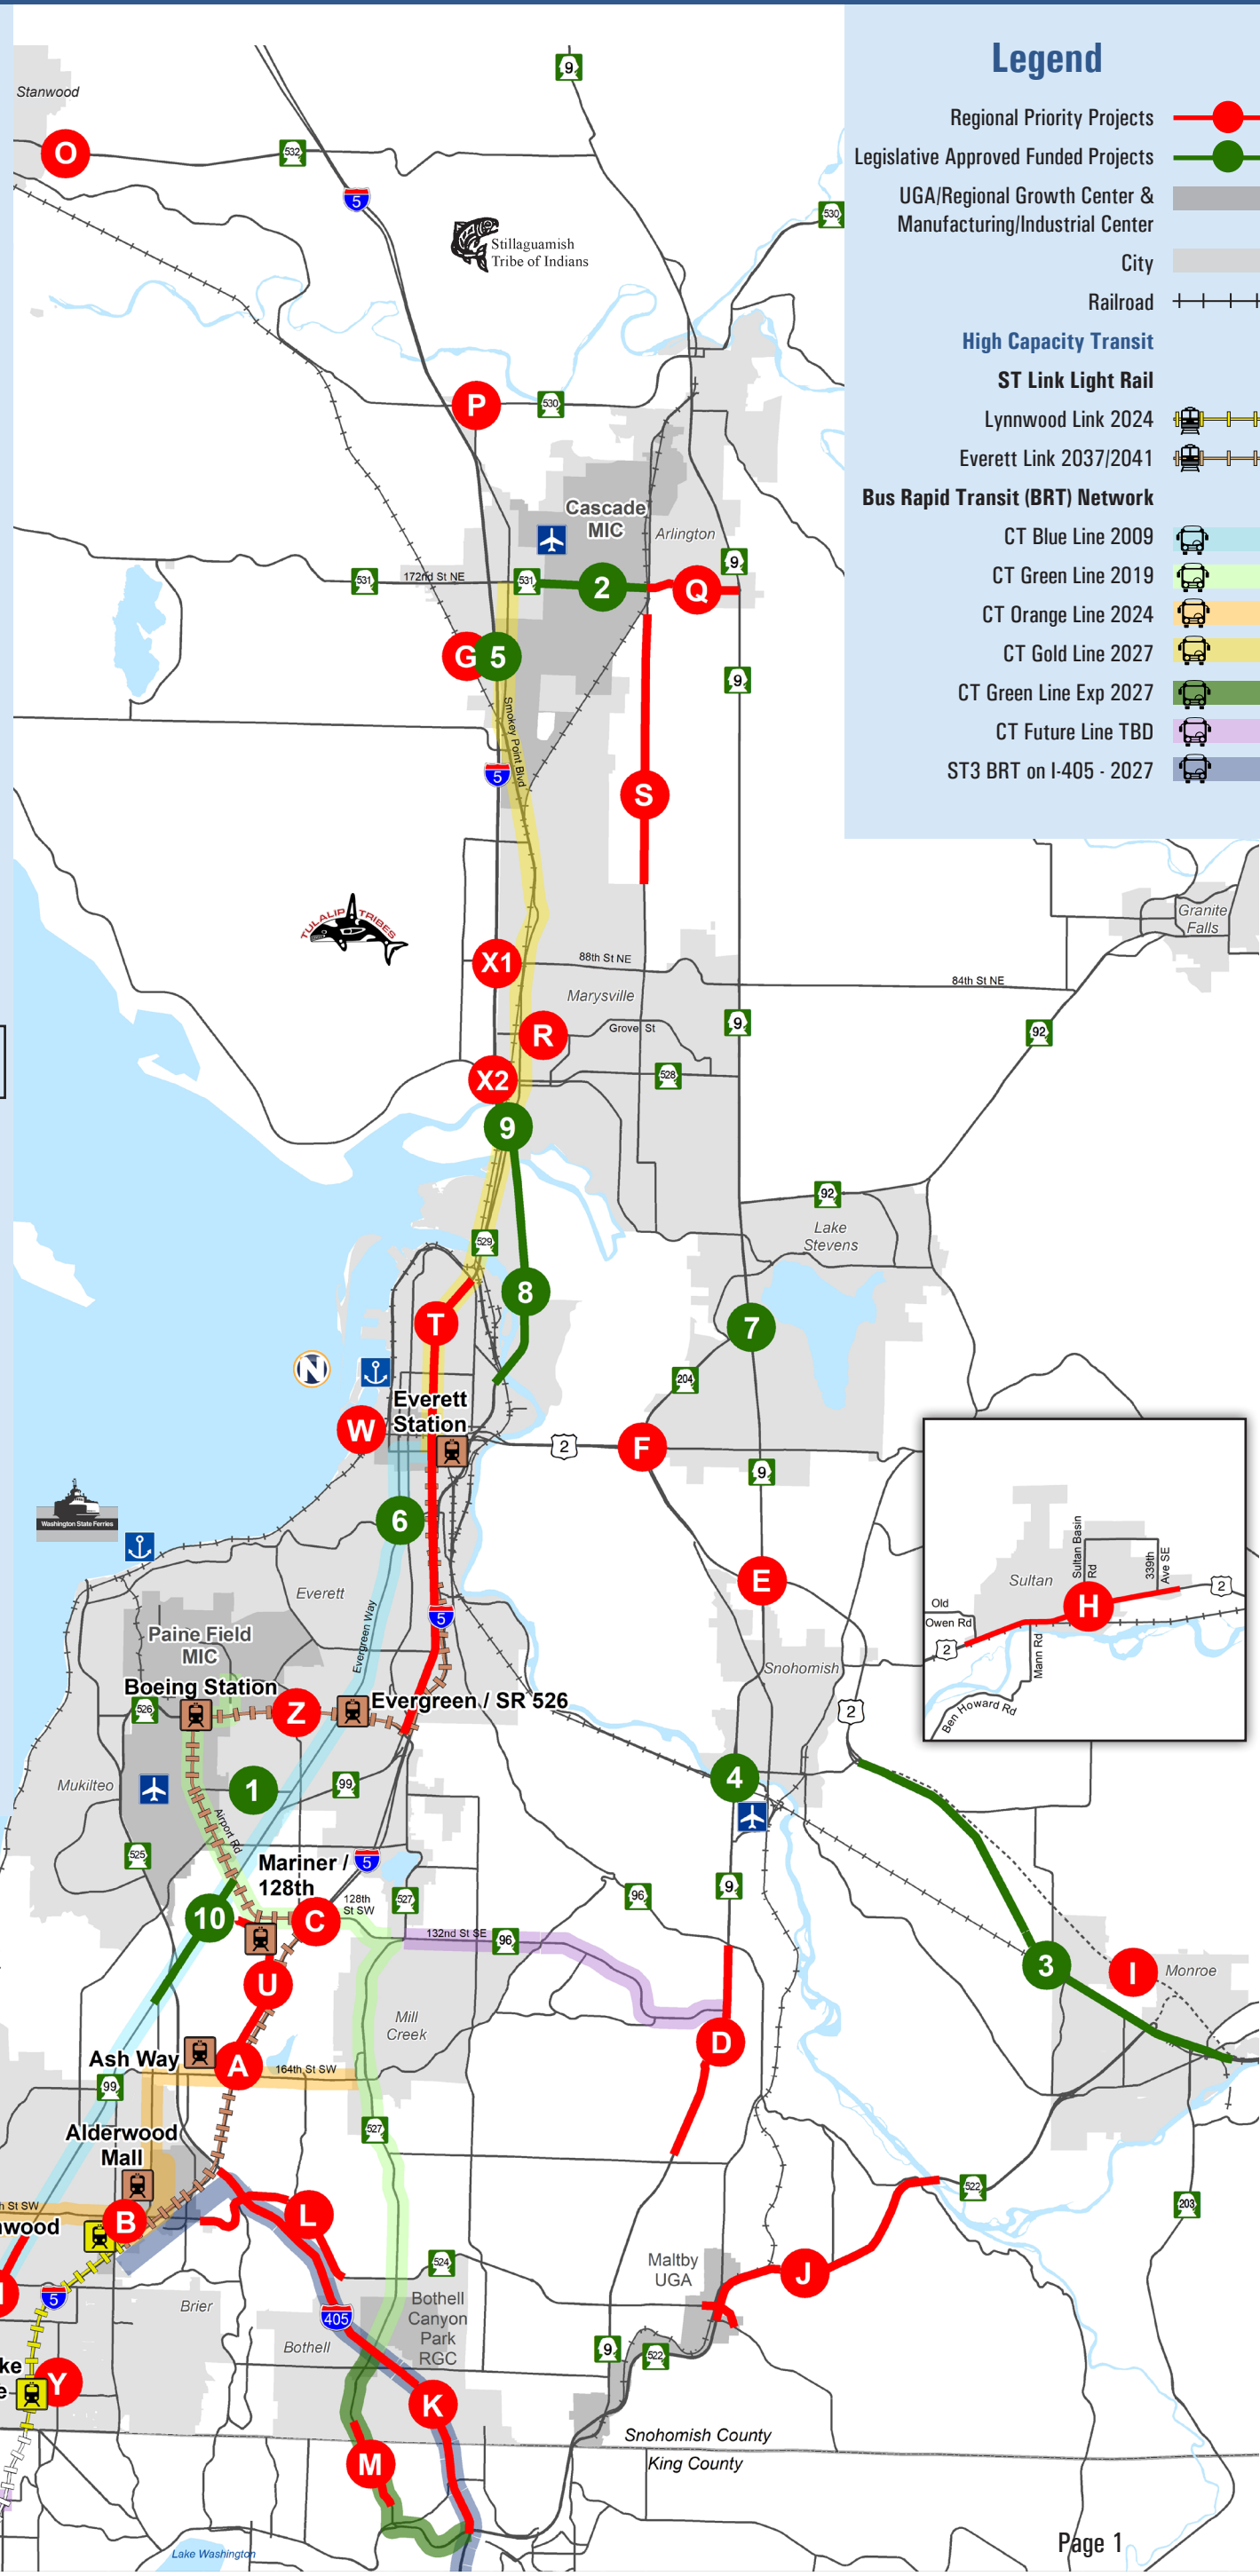 Legend
Regional Priority Projects
Legislative Approved Funded Projects
UGA/Regional Growth Center &
Manufacturing/Industrial Center
City
Railroad
High Capacity Transit
ST Link Light Rail
Lynnwood Link 2024
Everett Link 2037/2041
Bus Rapid Transit (BRT) Network
CT Blue Line 2009
CT Green Line 2019
CT Orange Line 2024
CT Gold Line 2027
CT Green Line Exp 2027
CT Future Line TBD
ST3 BRT on I-405 - 2027
Stanwood
9
O
532
5
530
Stillaguamish
Tribe of Indians
P
530
Cascade
MIC
Arlington
9
531
172nd St NE
531
2
Q
G
5
9
Smokey Point Blvd
5
S
TULALIP TRIBES
Granite
Falls
X1
88th St NE
84th St NE
Marysville
R
Grove St
9
92
X2
528
9
92
Lake
Stevens
529
8
T
7
N
204
Everett
Station
W
2
F
9
Washington State Ferries
6
E
Everett
Evergreen Way
5
Sultan
Sultan Basin
Rd
339th
Ave SE
2
H
Old
Owen Rd
2
Mann Rd
Ben Howard Rd
Paine Field
MIC
Snohomish
Boeing Station
526
Z
Evergreen / SR 526
2
Mukilteo
1
99
4
Airport Rd
525
Mariner /
128th
5
128th
St SW
527
96
9
10
C
132nd St SE
96
3
I
Monroe
U
Mill
Creek
D
Ash Way
A
164th St SW
99
527
Alderwood
Mall
522
203
h St SW
B
nwood
L
524
Maltby
UGA
J
5
Brier
405
Bothell
Bothell
Canyon
Park
RGC
9
522
ke
e
Y
K
Snohomish County
King County
M
Lake Washington
Page 1